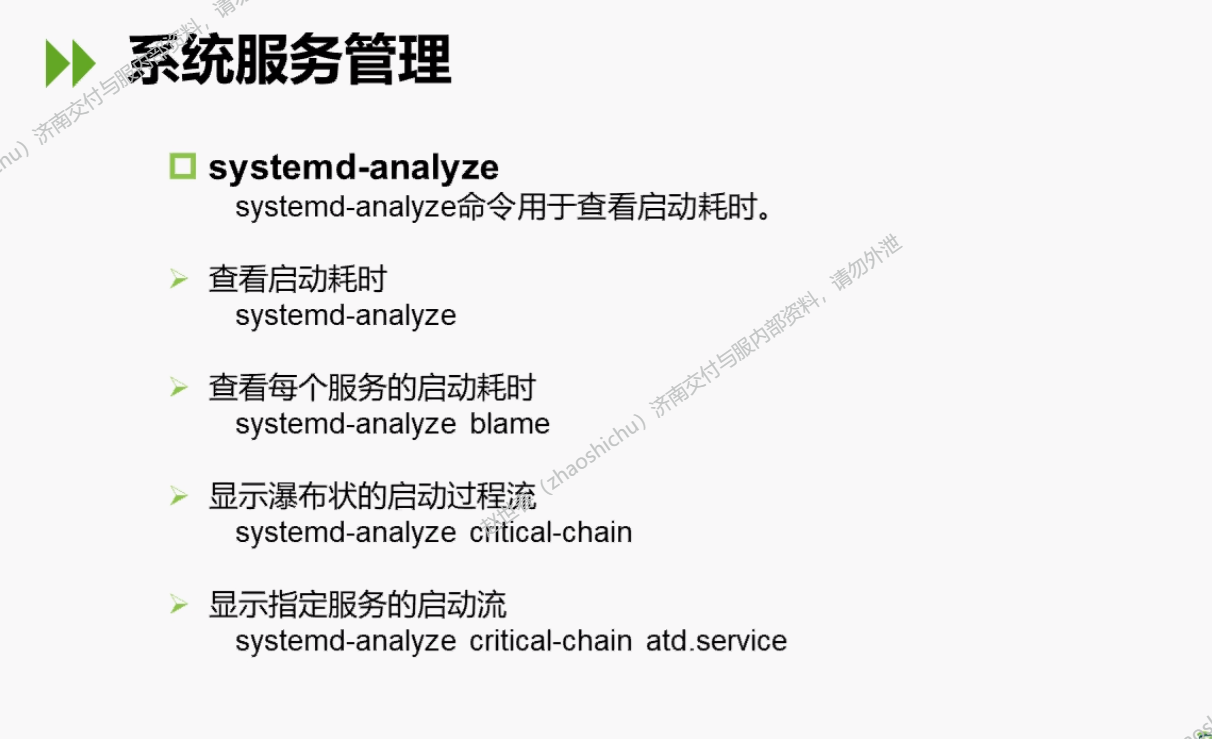 系统服务管理
systemd-analyze
systemd-analyze命令用于查看启动耗时。
查看启动耗时
systemd-analyze
查看每个服务的启动耗时
systemd-analyze blame
显示瀑布状的启动过程流
systemd-analyze critical-chain
显示指定服务的启动流
systemd-analyze critical-chain atd.service
(zhaoshichu）济南交付与服内部资料，请勿外泄
hu）济南交付与服内部资料，请勿